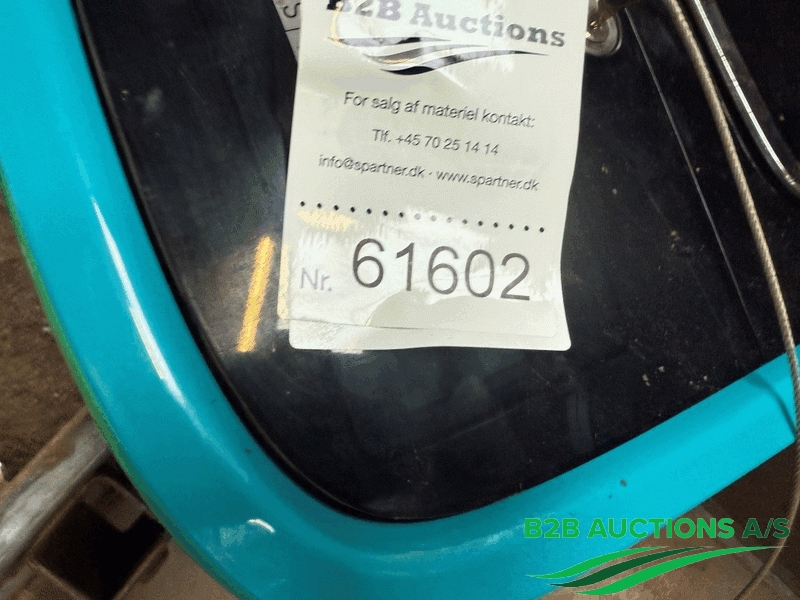 B2B Auctions
For salg af materiel kontakt:
Tlf. +45 70 25 14 14
info@spartner.dk · www.spartner.dk
Nr. 61602
B2B AUCTIONS A/S